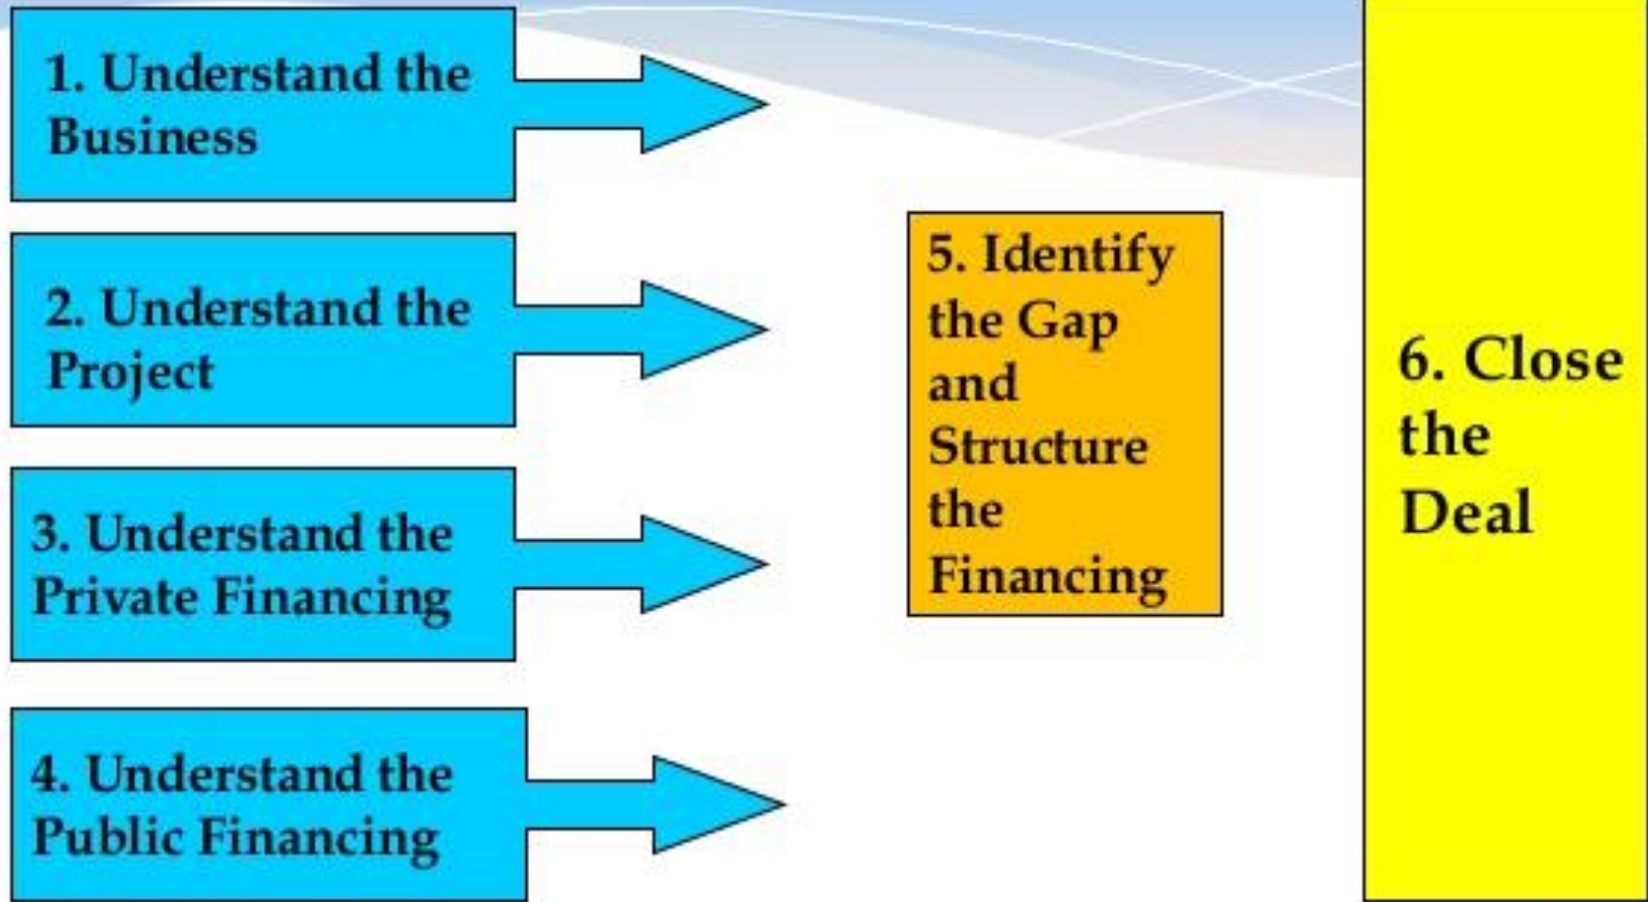 1. Understand the
Business
2. Understand the
Project
3. Understand the
Private Financing
4. Understand the
Public Financing
5. Identify
the Gap
and
Structure
the
Financing
6. Close
the
Deal